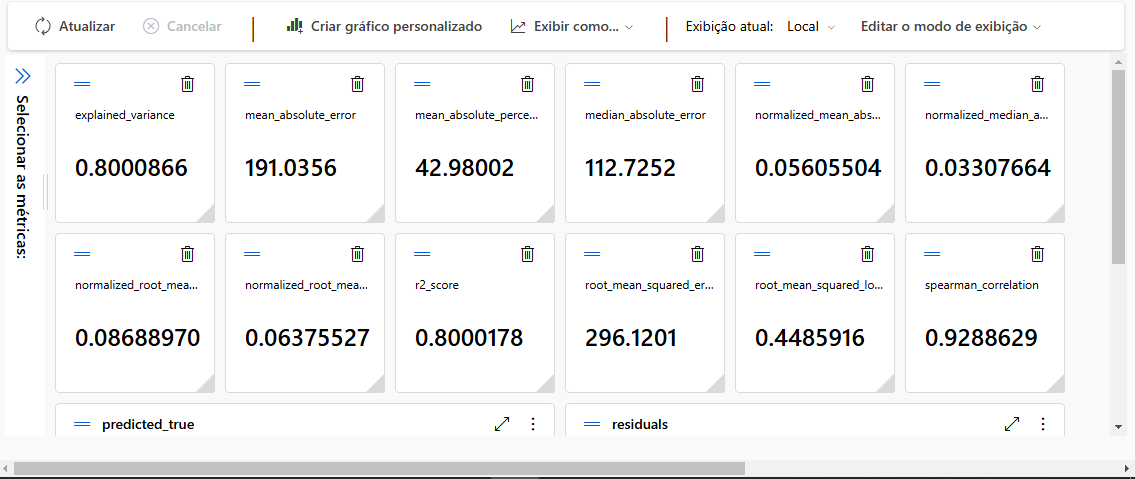 Atualizar Cancelar Criar gráfico personalizado Exibir como... Exibição atual: Local Editar o modo de exibição
Selecionar as métricas:
explained_variance mean_absolute_error mean_absolute_perce... median_absolute_error normalized_mean_abs... normalized_median_a...
0.8000866 191.0356 42.98002 112.7252 0.05605504 0.03307664
normalized_root_mea... normalized_root_mea... r2_score root_mean_squared_er... root_mean_squared_lo... spearman_correlation
0.08688970 0.06375527 0.8000178 296.1201 0.4485916 0.9288629
predicted_true residuals